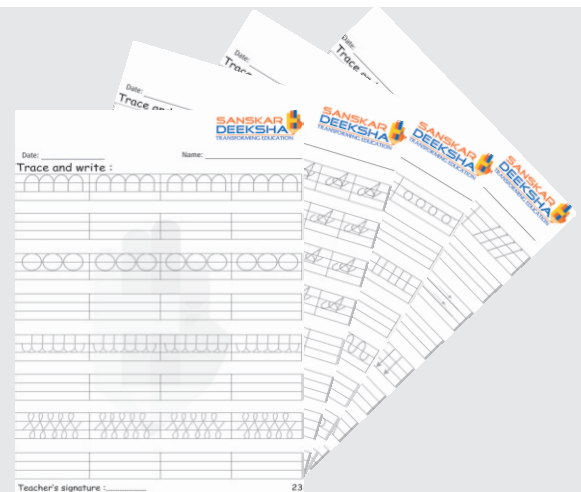 Date:
Trace and
Date:
Trace
Date:
Trace and
SANSKAR
DEEKSHA
TRANSFORMING EDUCATION
SANSKAR
DEEKSHA
TRANSFORMING EDUCATION
SANSKAR
DEEKSHA
TRANSFORMING EDUCATION
SANSKAR
DEEKSHA
TRANSFORMING EDUCATION
Date: Name:
Trace and write :
Teacher's signature : 23